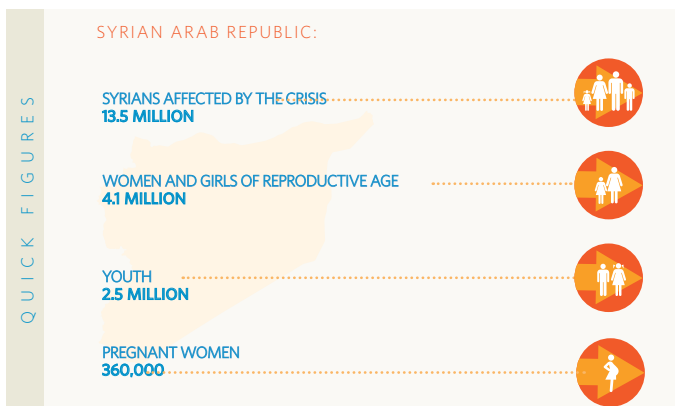 SYRIAN ARAB REPUBLIC:
QUICK FIGURES
SYRIANS AFFECTED BY THE CRISIS
13.5 MILLION
WOMEN AND GIRLS OF REPRODUCTIVE AGE
4.1 MILLION
YOUTH
2.5 MILLION
PREGNANT WOMEN
360,000